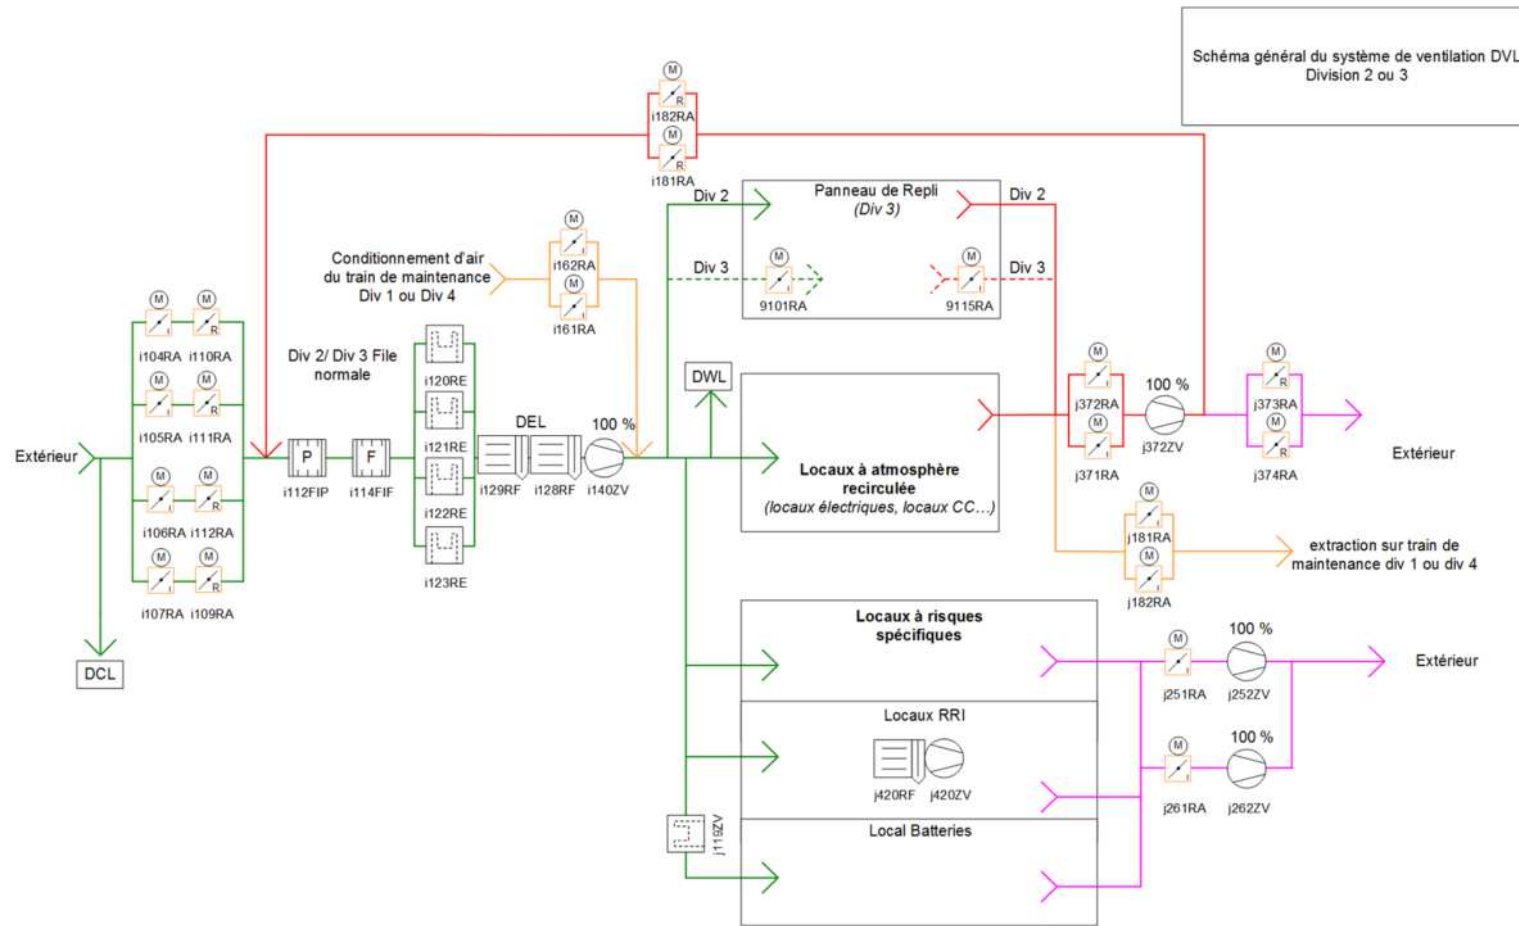 Schéma général du système de ventilation DVL
Division 2 ou 3
M
R
i182RA
M
R
i181RA
Div 2
Panneau de Repli
(Div 3)
Div 2
Conditionnement d'air
du train de maintenance
Div 1 ou Div 4
M
I
i162RA
M
I
i161RA
Div 3
M
I
9101RA
M
I
9115RA
Div 3
M
I
i104RA
M
R
i110RA
M
I
i105RA
M
R
i111RA
M
I
i106RA
M
R
i112RA
M
I
i107RA
M
R
i109RA
Extérieur
DCL
Div 2/ Div 3 File
normale
P
i112FIP
F
i114FIF
i120RE
i121RE
i122RE
i123RE
DEL
i129RF
i128RF
100 %
i140ZV
DWL
Locaux à atmosphère
recirculée
(locaux électriques, locaux CC…)
M
I
j372RA
M
I
j371RA
100 %
j372ZV
M
R
j373RA
M
R
j374RA
Extérieur
M
I
j181RA
M
I
j182RA
extraction sur train de
maintenance div 1 ou div 4
Locaux à risques
spécifiques
M
I
j251RA
100 %
j252ZV
Extérieur
Locaux RRI
j420RF
j420ZV
M
I
j261RA
100 %
j262ZV
j119ZV
Local Batteries